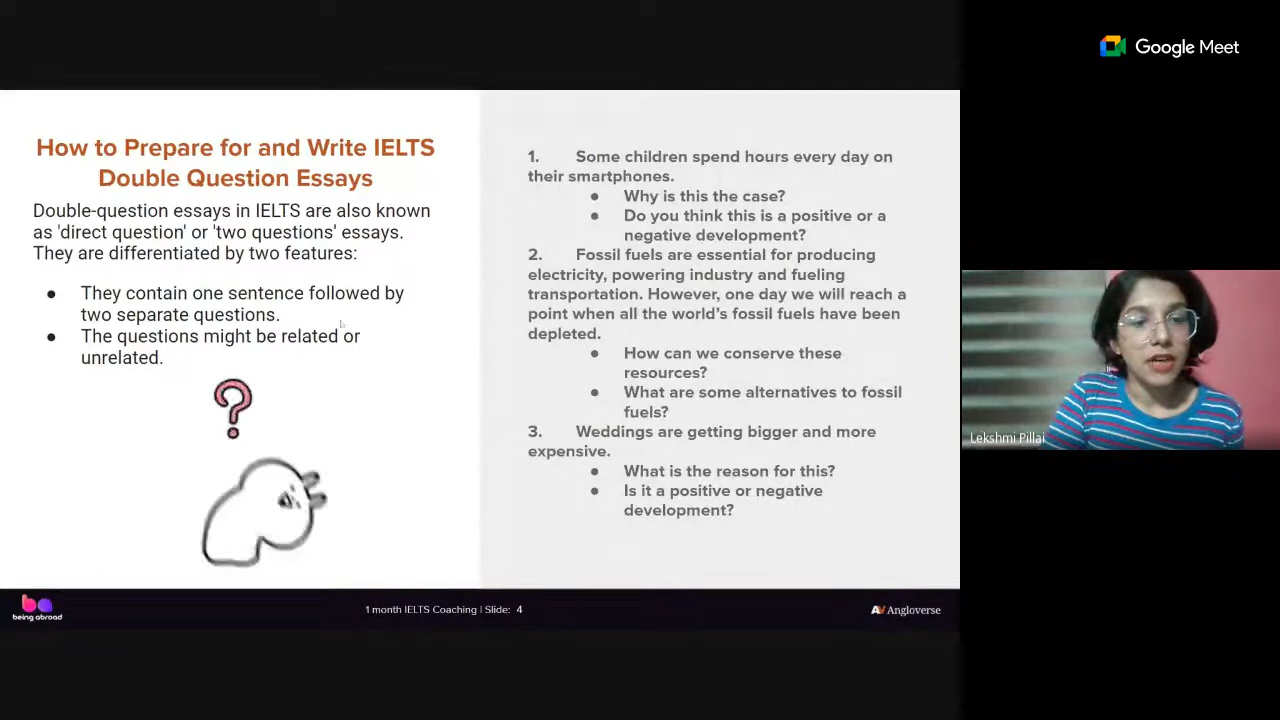 Google Meet
How to Prepare for and Write IELTS
Double Question Essays
Double-question essays in IELTS are also known
as 'direct question' or 'two questions' essays.
They are differentiated by two features:
● They contain one sentence followed by
two separate questions.
● The questions might be related or
unrelated.
?
1. Some children spend hours every day on
their smartphones.
● Why is this the case?
● Do you think this is a positive or a
negative development?
2. Fossil fuels are essential for producing
electricity, powering industry and fueling
transportation. However, one day we will reach a
point when all the world’s fossil fuels have been
depleted.
● How can we conserve these
resources?
● What are some alternatives to fossil
fuels?
3. Weddings are getting bigger and more
expensive.
● What is the reason for this?
● Is it a positive or negative
development?
Lekshmi Pillai
ba
being abroad
1 month IELTS Coaching | Slide: 4
AV Angloverse